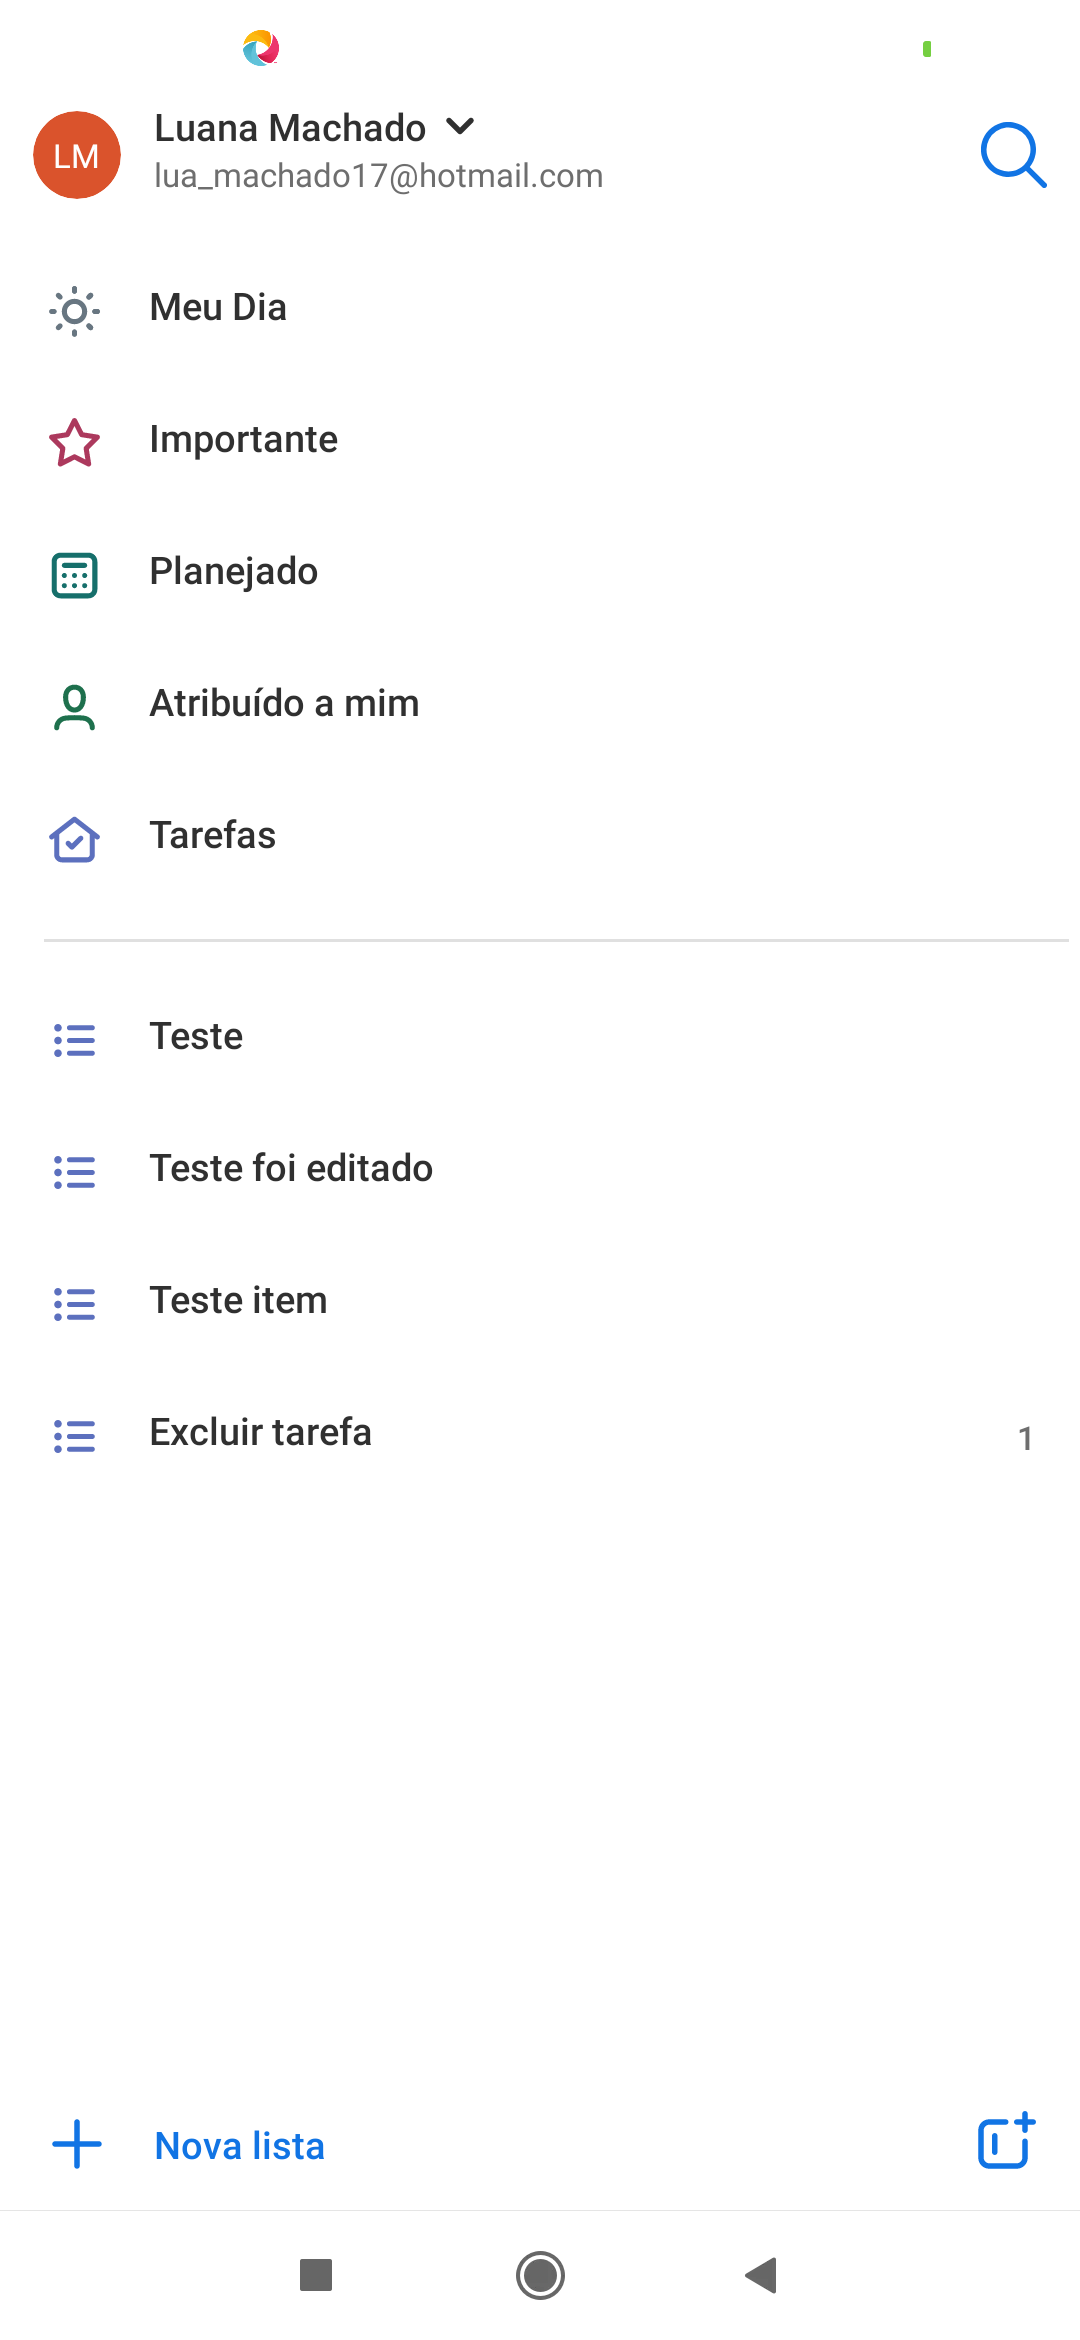 LM
Luana Machado
lua_machado17@hotmail.com
Meu Dia
Importante
Planejado
Atribuído a mim
Tarefas
Teste
Teste foi editado
Teste item
Excluir tarefa 1
Nova lista